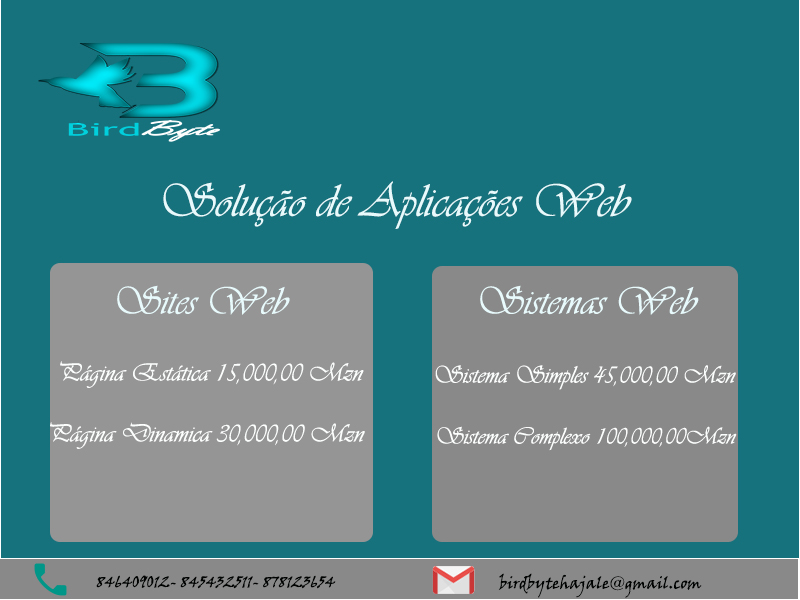 BirdByte
Solução de Aplicações Web
Sites Web
Página Estática 15,000,00 Mzn
Página Dinamica 30,000,00 Mzn
Sistemas Web
Sistema Simples 45,000,00 Mzn
Sistema Complexo 100,000,00Mzn
846409012- 845432511- 878123654
birdbytehajale@gmail.com